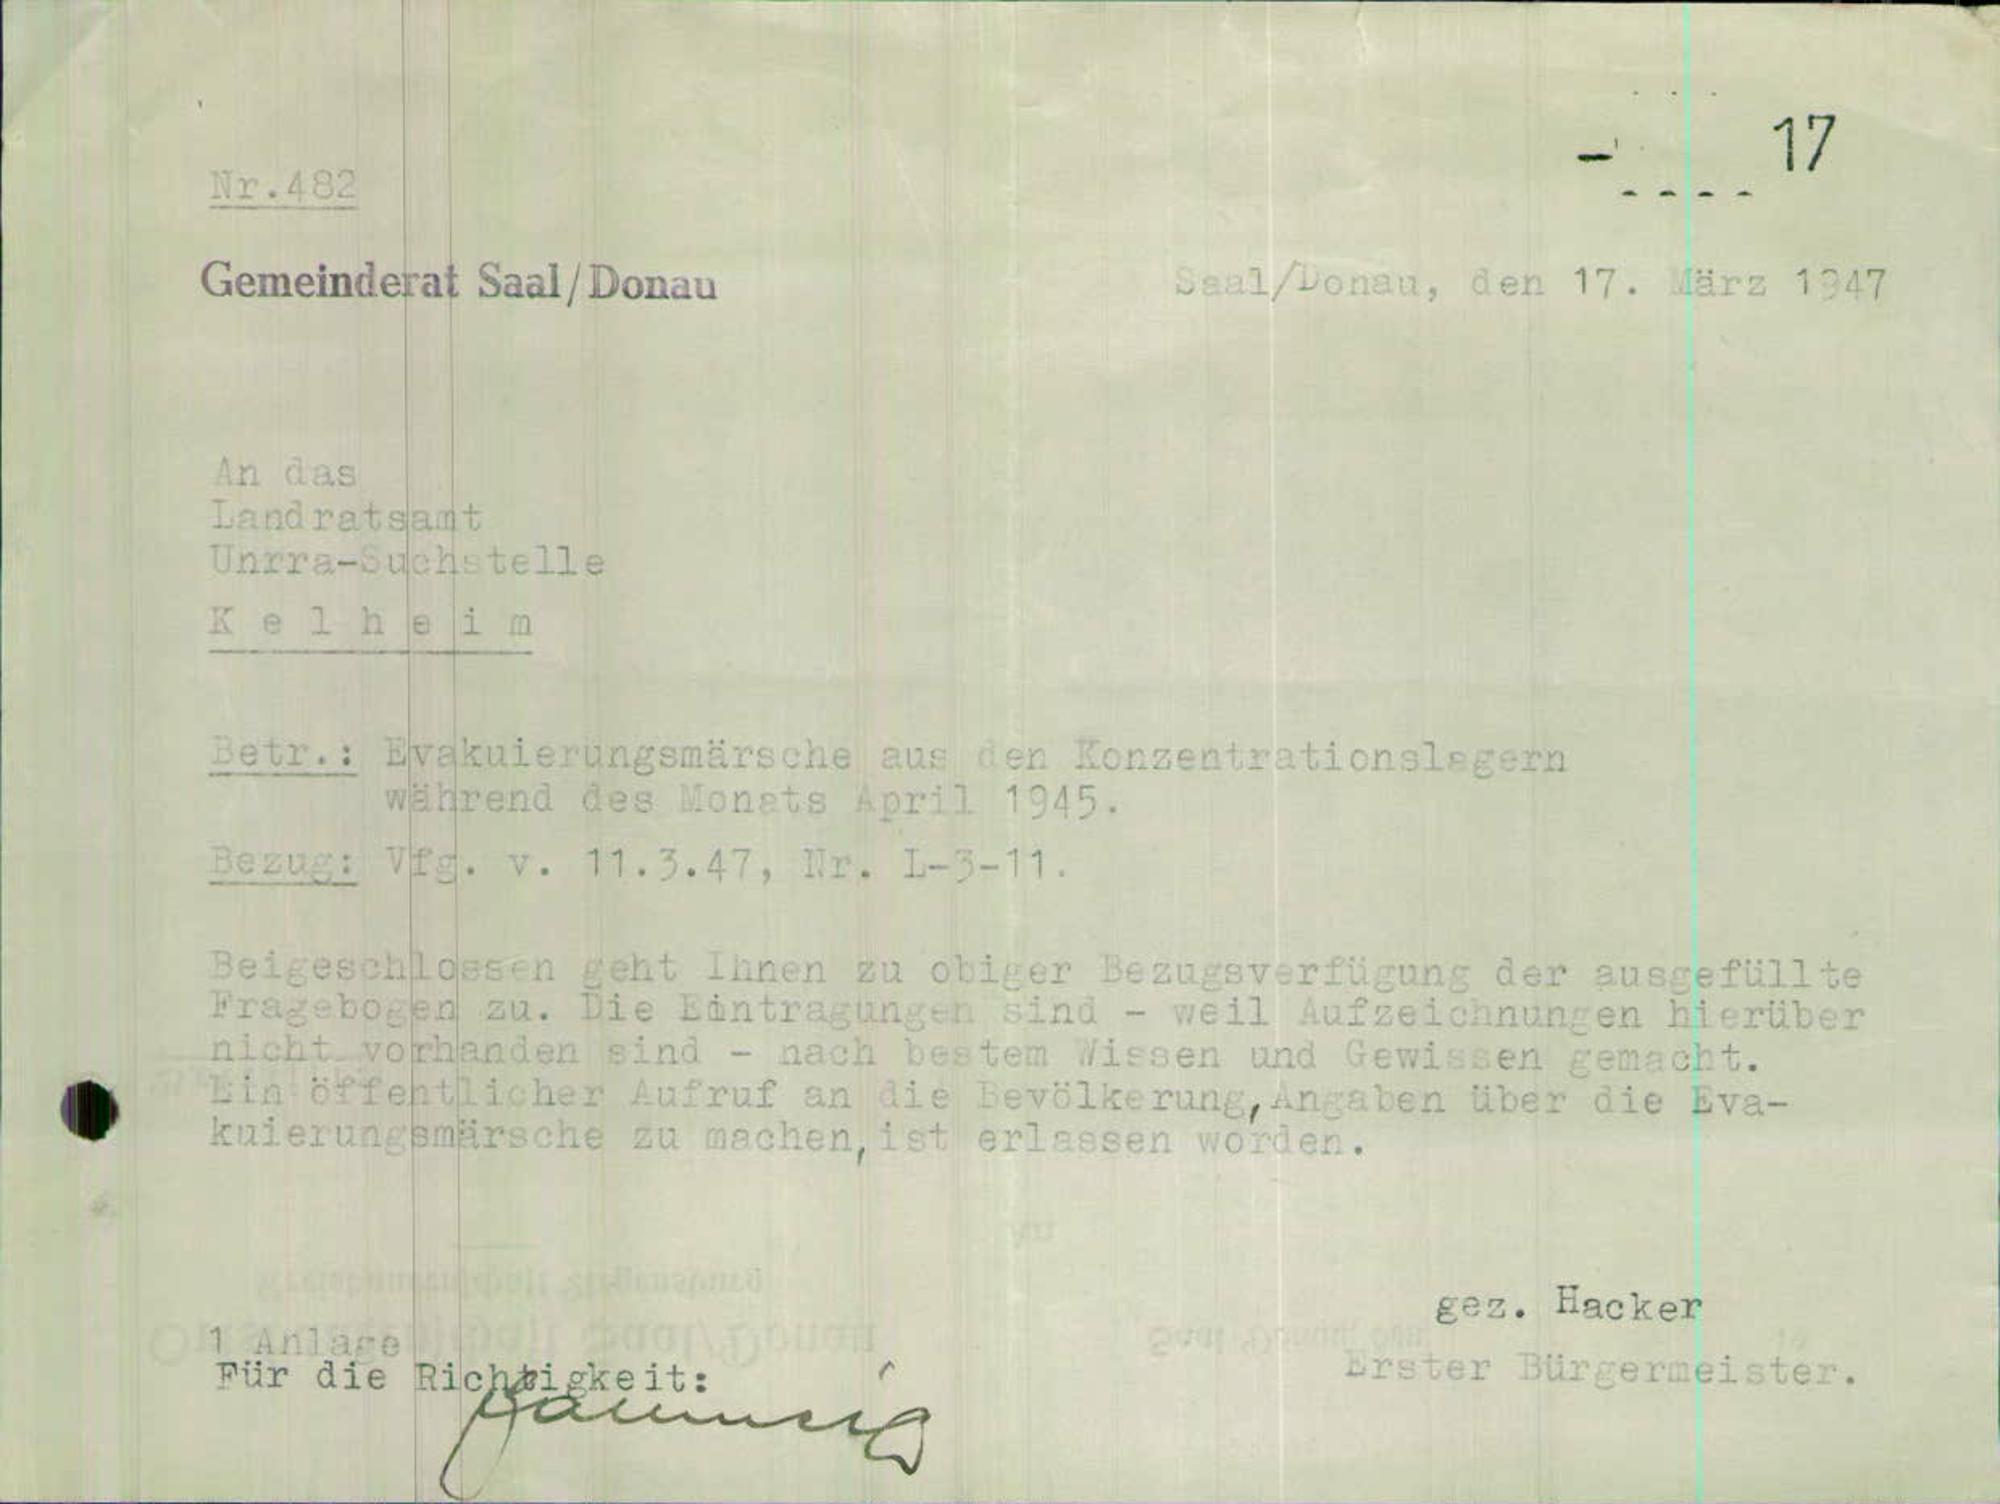 17
Nr.482
Gemeinderat Saal/Donau
Saal/Donau, den 17. März 1947
An das
Landratsamt
Unrra-Suchstelle
K e l h e i m
Betr.: Evakuierungsmärsche aus den Konzentrationslagern
während des Monats April 1945.
Bezug: Vfg. v. 11.3.47, Nr. L-3-11.
Beigeschlossen geht Ihnen zu obiger Bezugsverfügung der ausgefüllte
Fragebogen zu. Die Eintragungen sind - weil Aufzeichnungen hierüber
nicht vorhanden sind - nach bestem Wissen und Gewissen gemacht.
Ein öffentlicher Aufruf an die Bevölkerung, Angaben über die Eva-
kuierungsmärsche zu machen, ist erlassen worden.
gez. Hacker
Erster Bürgermeister.
1 Anlage
Für die Richtigkeit: